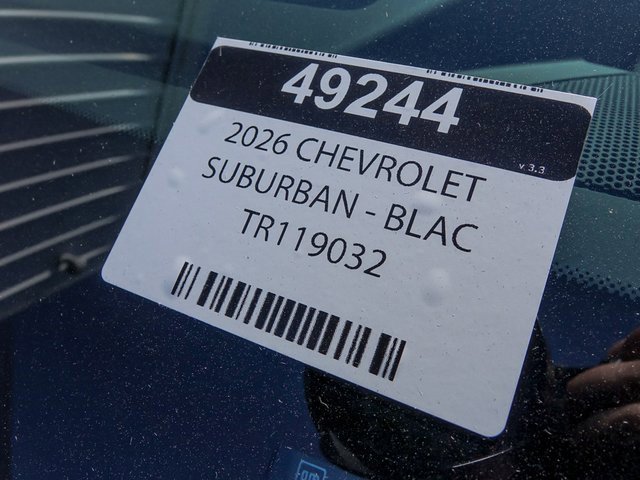 49244
v 3.3
2026 CHEVROLET
SUBURBAN - BLAC
TR119032